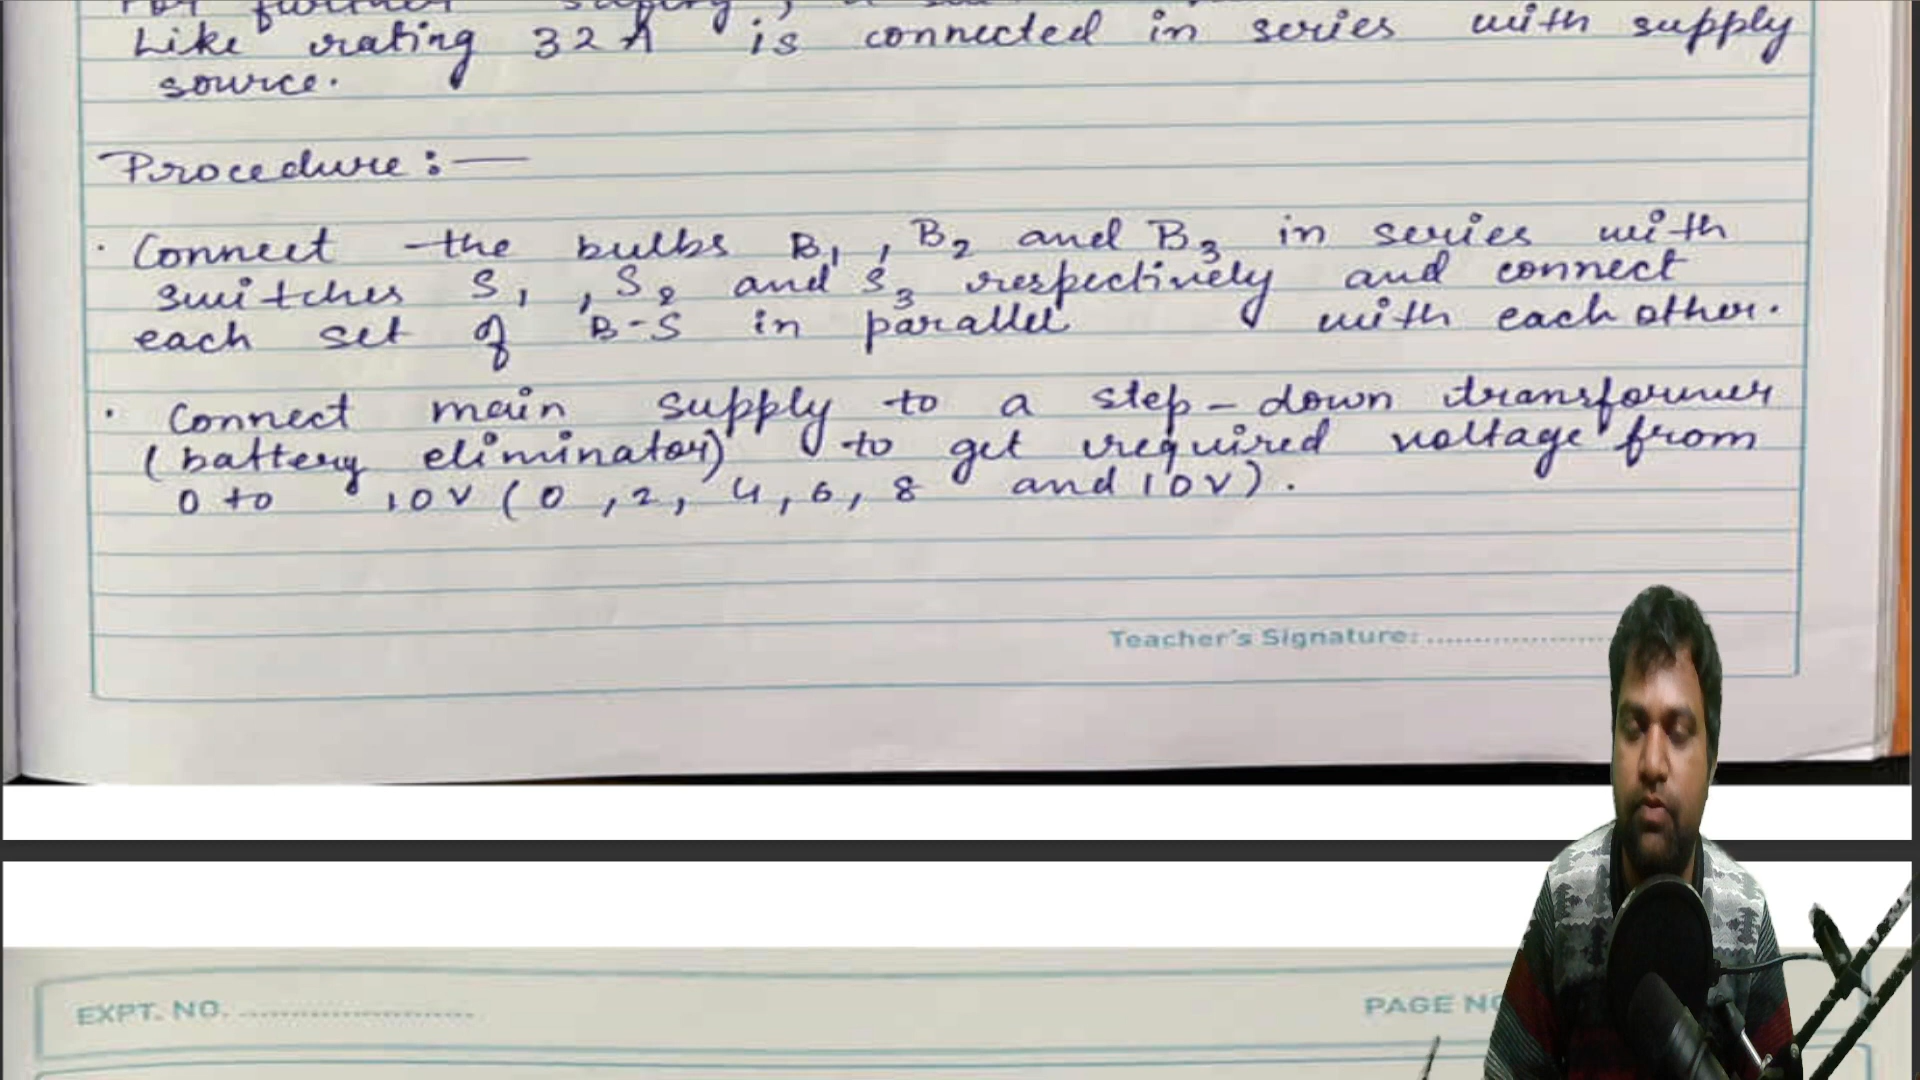 For further
Like rating 32 A is connected in series with supply
source.
Procedure :—
· Connect the bulbs B1, B2 and B3 in series with
switches S1, S2 and S3 respectively and connect
each set of B-S in parallel with each other.
· Connect main supply to a step-down transformer
(battery eliminator) to get required voltage from
0 to 10V (0, 2, 4, 6, 8 and 10V).
Teacher's Signature:
EXPT. NO.
PAGE NO